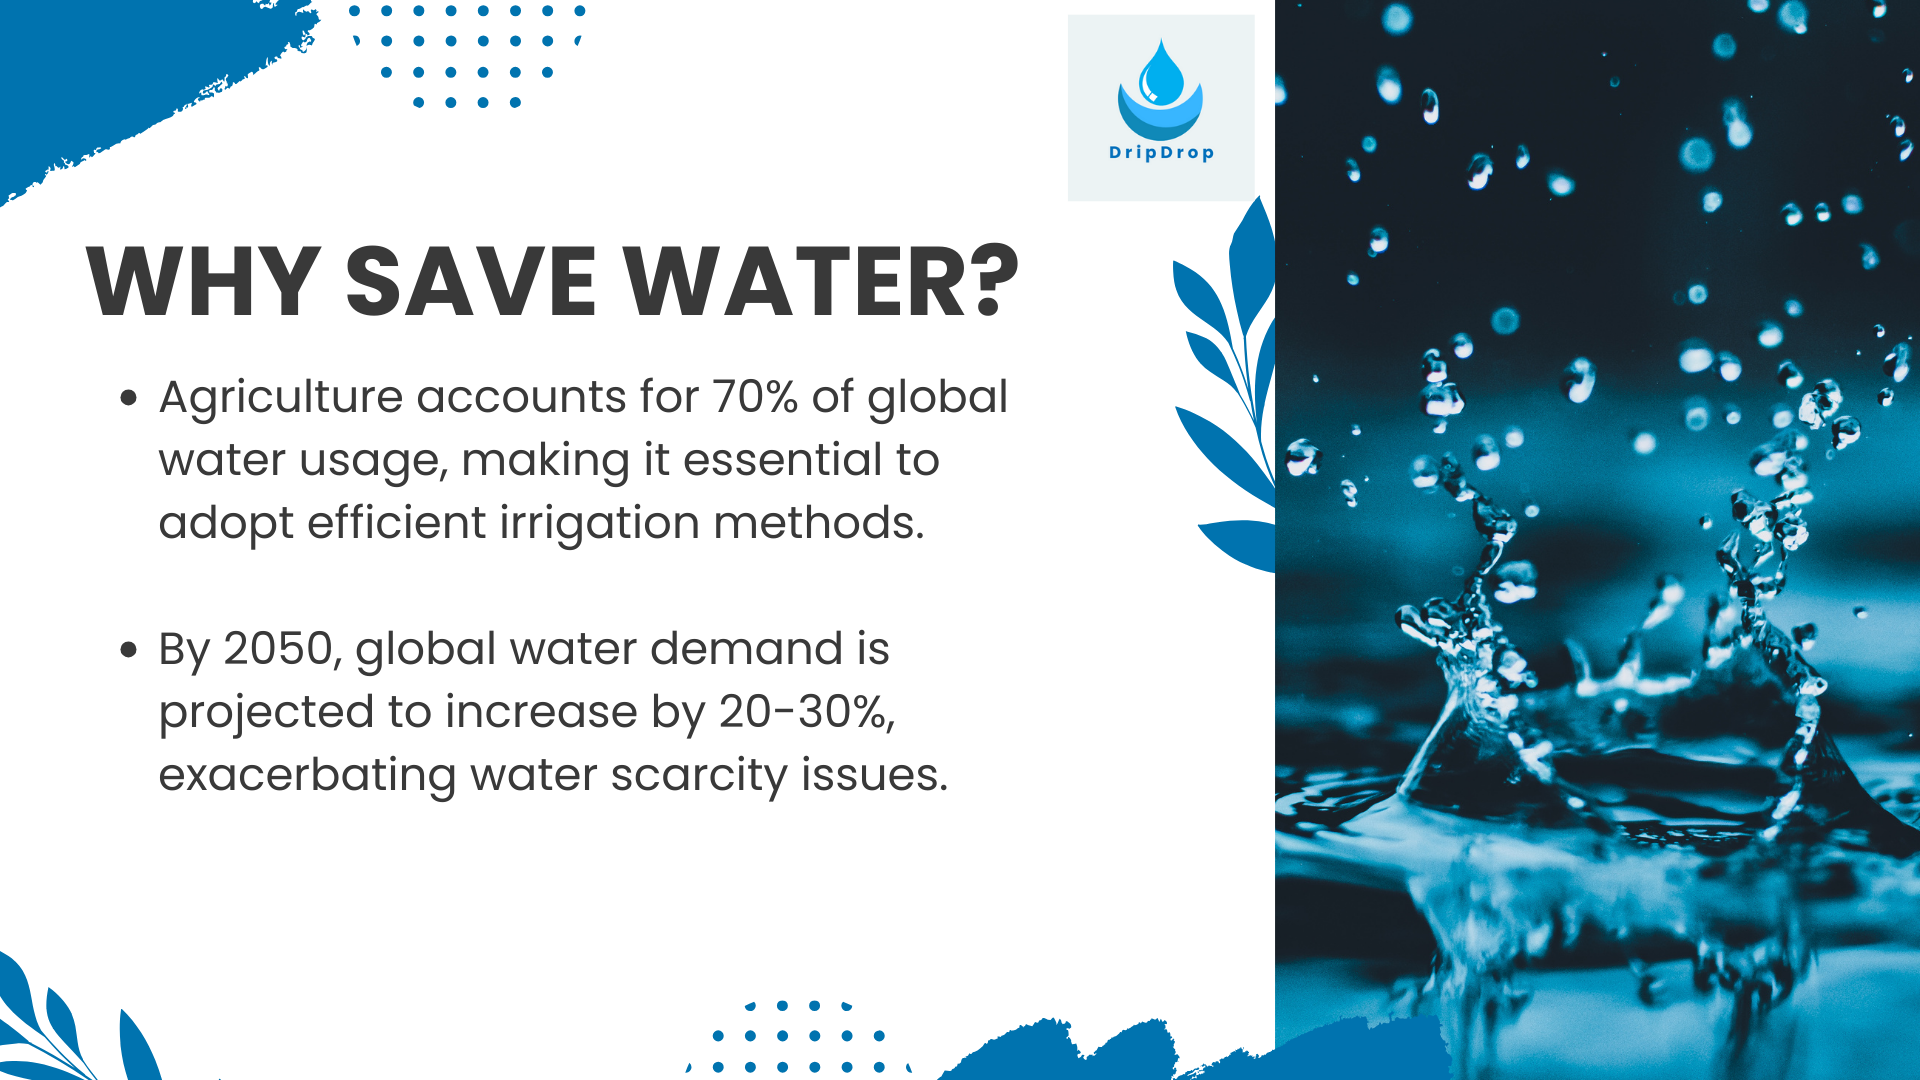 DripDrop
WHY SAVE WATER?
• Agriculture accounts for 70% of global
water usage, making it essential to
adopt efficient irrigation methods.
• By 2050, global water demand is
projected to increase by 20-30%,
exacerbating water scarcity issues.